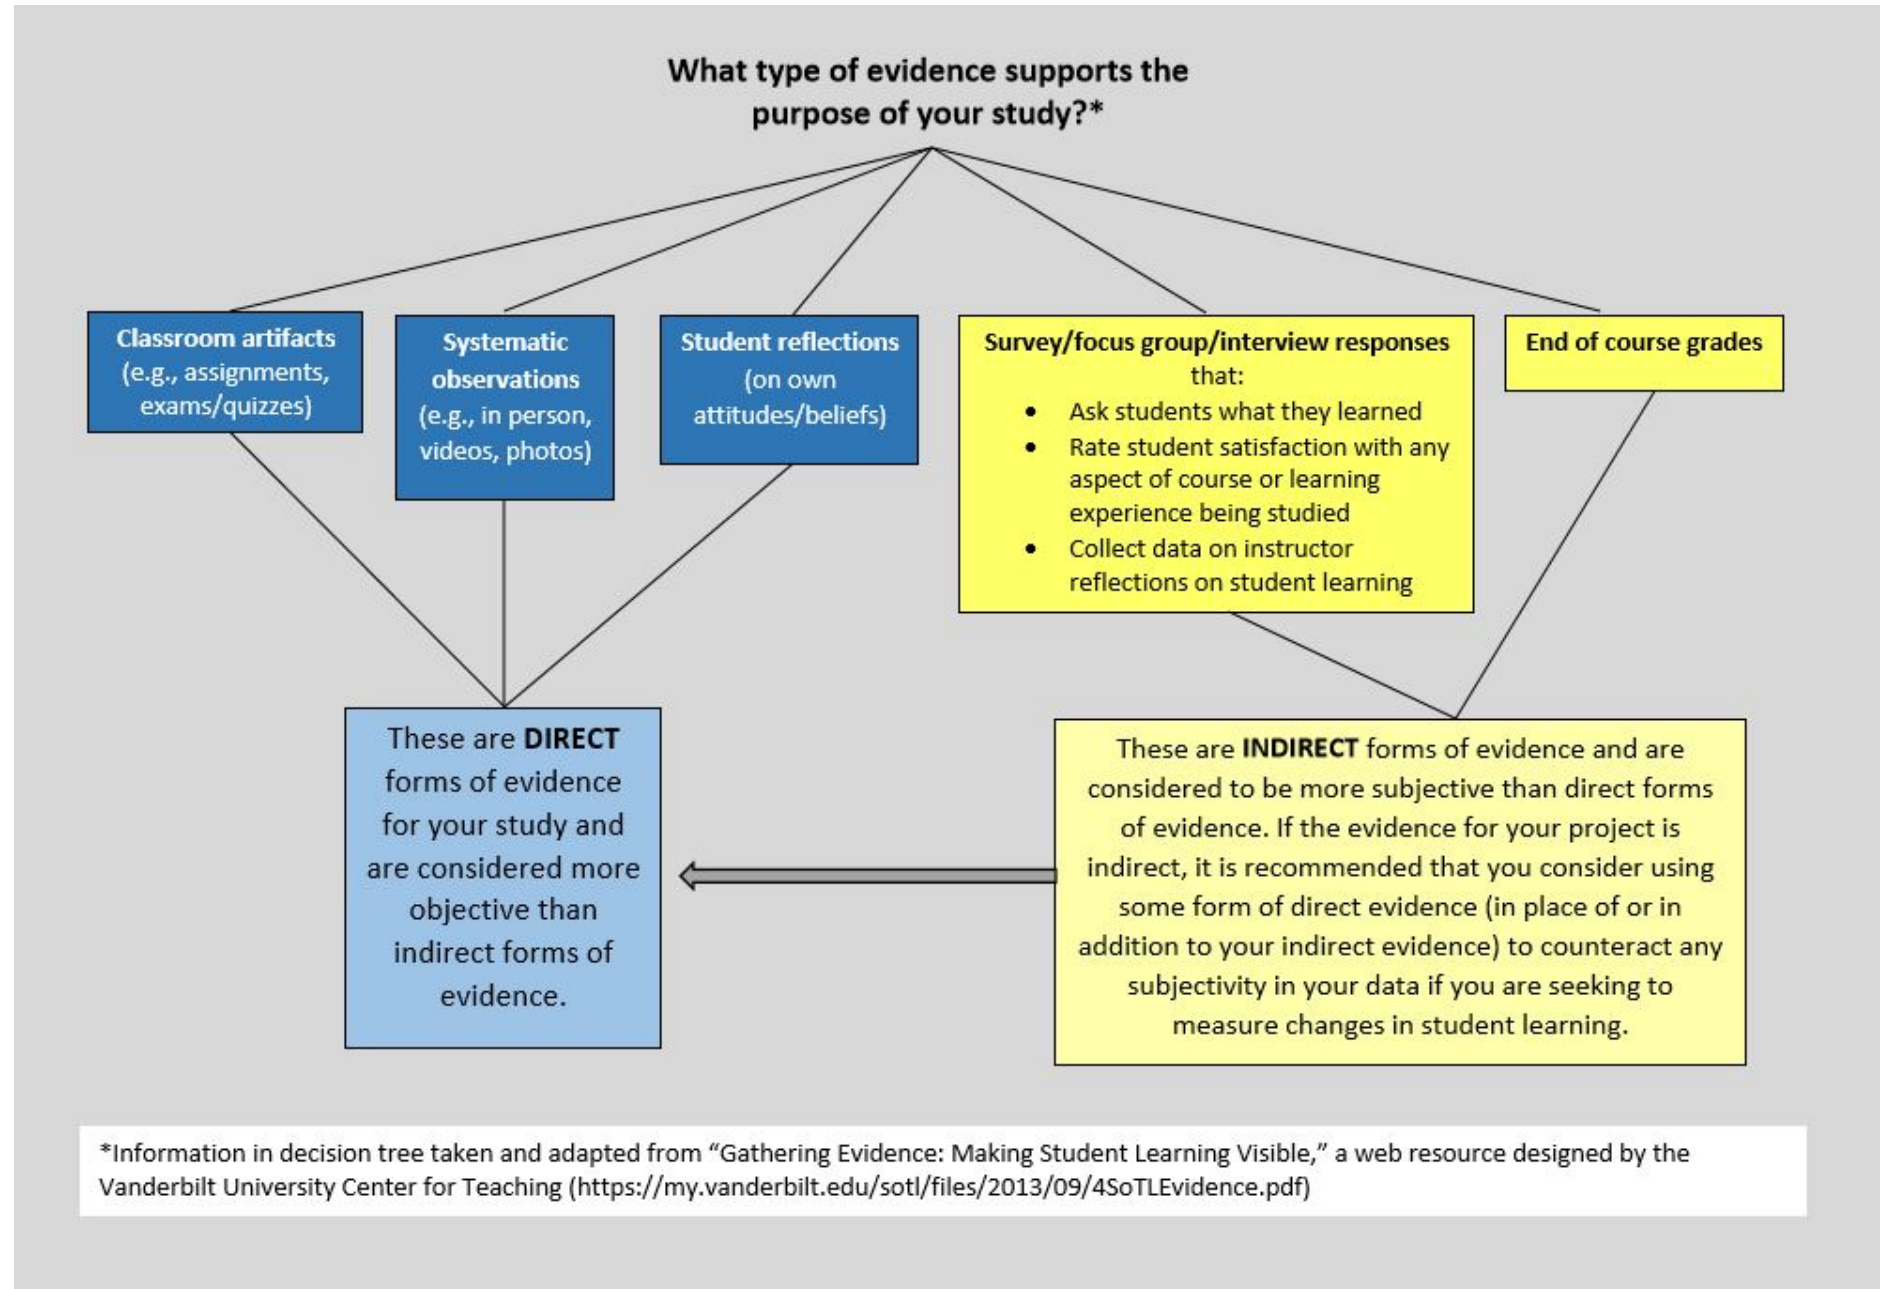 What type of evidence supports the
purpose of your study?*
Classroom artifacts
(e.g., assignments,
exams/quizzes)
Systematic
observations
(e.g., in person,
videos, photos)
Student reflections
(on own
attitudes/beliefs)
Survey/focus group/interview responses
that:
• Ask students what they learned
• Rate student satisfaction with any
aspect of course or learning
experience being studied
• Collect data on instructor
reflections on student learning
End of course grades
These are DIRECT
forms of evidence
for your study and
are considered more
objective than
indirect forms of
evidence.
These are INDIRECT forms of evidence and are
considered to be more subjective than direct forms
of evidence. If the evidence for your project is
indirect, it is recommended that you consider using
some form of direct evidence (in place of or in
addition to your indirect evidence) to counteract any
subjectivity in your data if you are seeking to
measure changes in student learning.
*Information in decision tree taken and adapted from “Gathering Evidence: Making Student Learning Visible,” a web resource designed by the
Vanderbilt University Center for Teaching (https://my.vanderbilt.edu/sotl/files/2013/09/4SoTLEvidence.pdf)